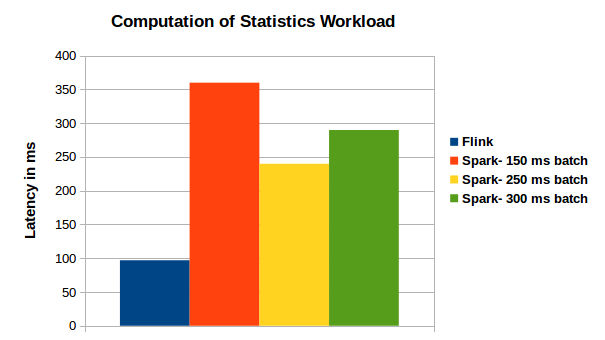 Computation of Statistics Workload
Latency in ms
400
350
300
250
200
150
100
50
0
Flink
Spark- 150 ms batch
Spark- 250 ms batch
Spark- 300 ms batch